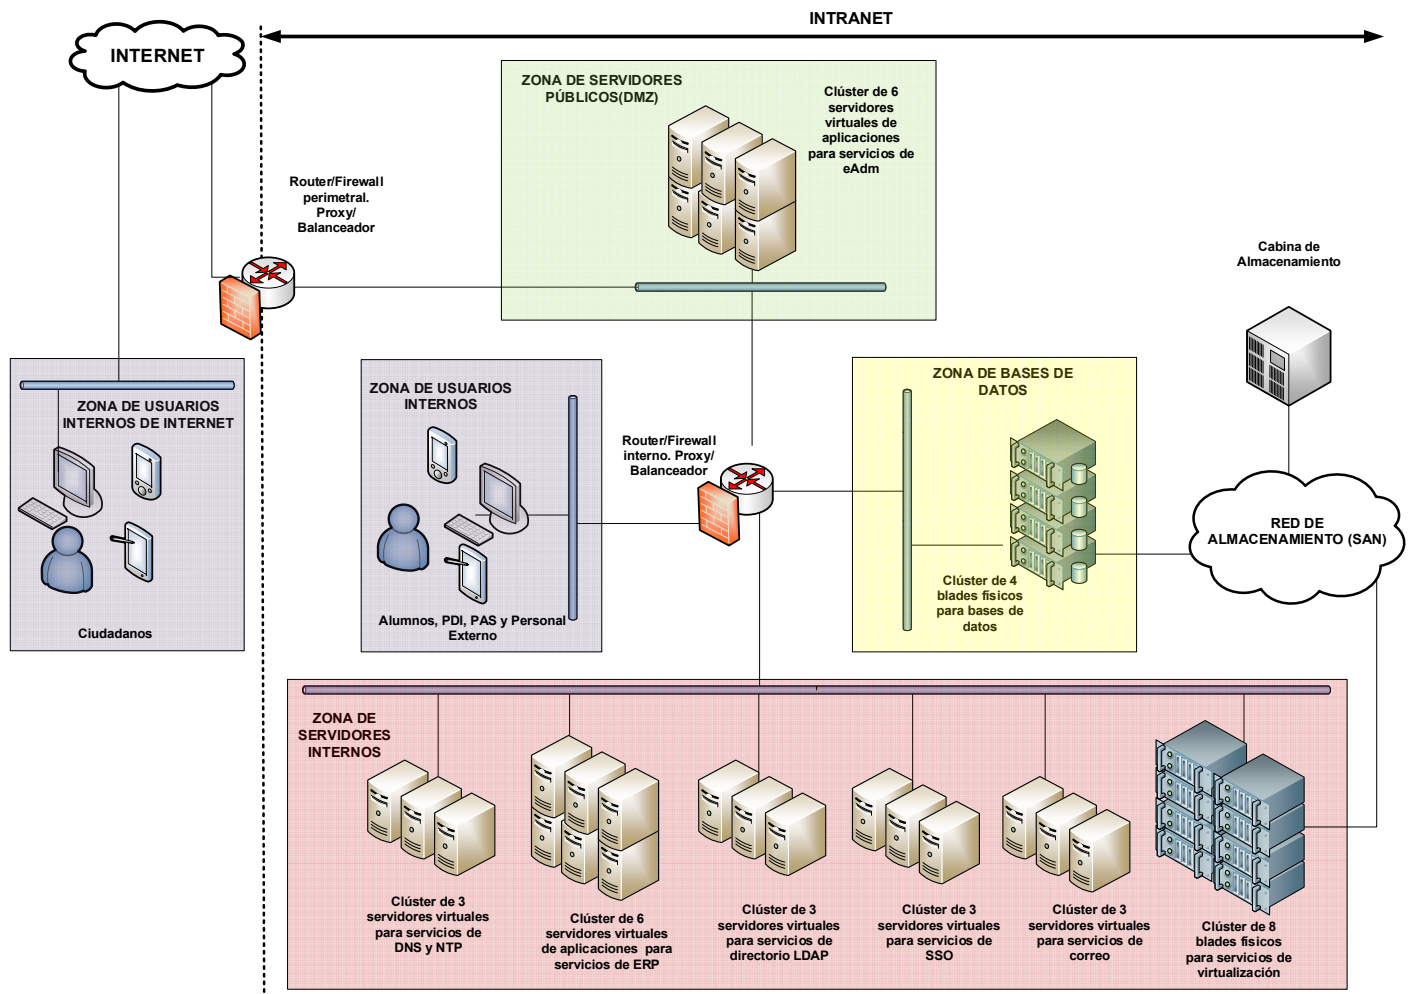 INTRANET
INTERNET
ZONA DE SERVIDORES
PÚBLICOS(DMZ)
Clúster de 6
servidores
virtuales de
aplicaciones
para servicios de
eAdm
Router/Firewall
perimetral.
Proxy/
Balanceador
Cabina de
Almacenamiento
ZONA DE USUARIOS
INTERNOS DE INTERNET
Ciudadanos
ZONA DE USUARIOS
INTERNOS
Alumnos, PDI, PAS y Personal
Externo
Router/Firewall
interno. Proxy/
Balanceador
ZONA DE BASES DE
DATOS
Clúster de 4
blades físicos
para bases de
datos
RED DE
ALMACENAMIENTO (SAN)
ZONA DE
SERVIDORES
INTERNOS
Clúster de 3
servidores virtuales
para servicios de
DNS y NTP
Clúster de 6
servidores virtuales
de aplicaciones para
servicios de ERP
Clúster de 3
servidores virtuales
para servicios de
directorio LDAP
Clúster de 3
servidores virtuales
para servicios de
SSO
Clúster de 3
servidores virtuales
para servicios de
correo
Clúster de 8
blades físicos
para servicios de
virtualización